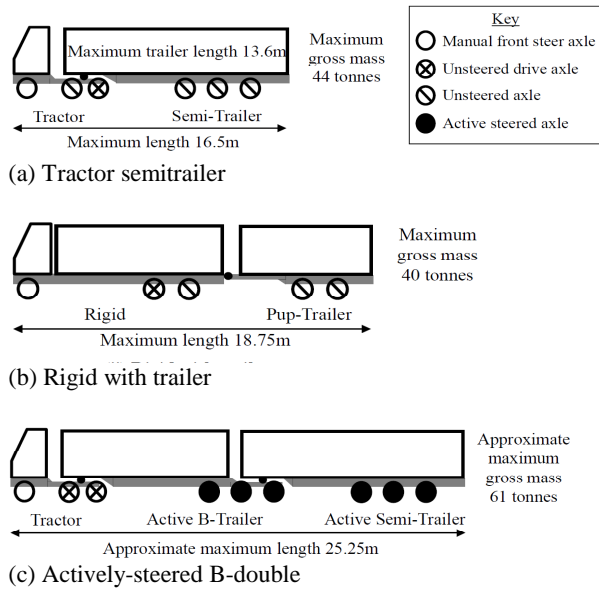 Key
Manual front steer axle
Unsteered drive axle
Unsteered axle
Active steered axle
Maximum trailer length 13.6m
Maximum
gross mass
44 tonnes
Tractor
Semi-Trailer
Maximum length 16.5m
(a) Tractor semitrailer
Maximum
gross mass
40 tonnes
Rigid
Pup-Trailer
Maximum length 18.75m
(b) Rigid with trailer
Approximate
maximum
gross mass
61 tonnes
Tractor
Active B-Trailer
Active Semi-Trailer
Approximate maximum length 25.25m
(c) Actively-steered B-double